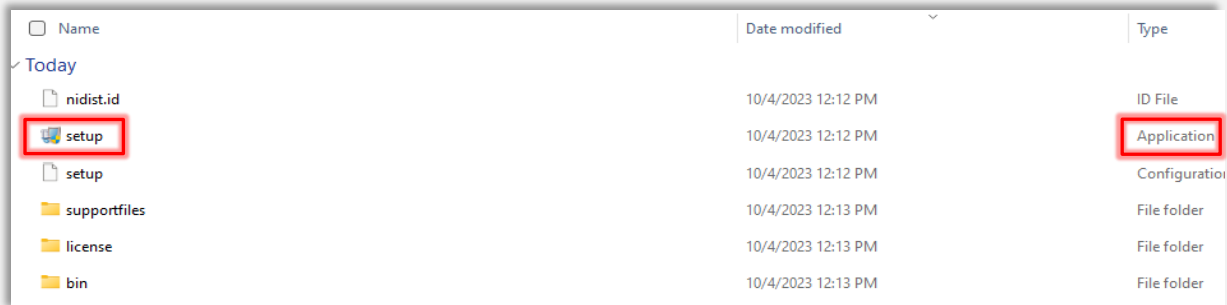 Name Date modified Type
Today
nidist.id 10/4/2023 12:12 PM ID File
setup 10/4/2023 12:12 PM Application
setup 10/4/2023 12:12 PM Configuration
supportfiles 10/4/2023 12:13 PM File folder
license 10/4/2023 12:13 PM File folder
bin 10/4/2023 12:13 PM File folder